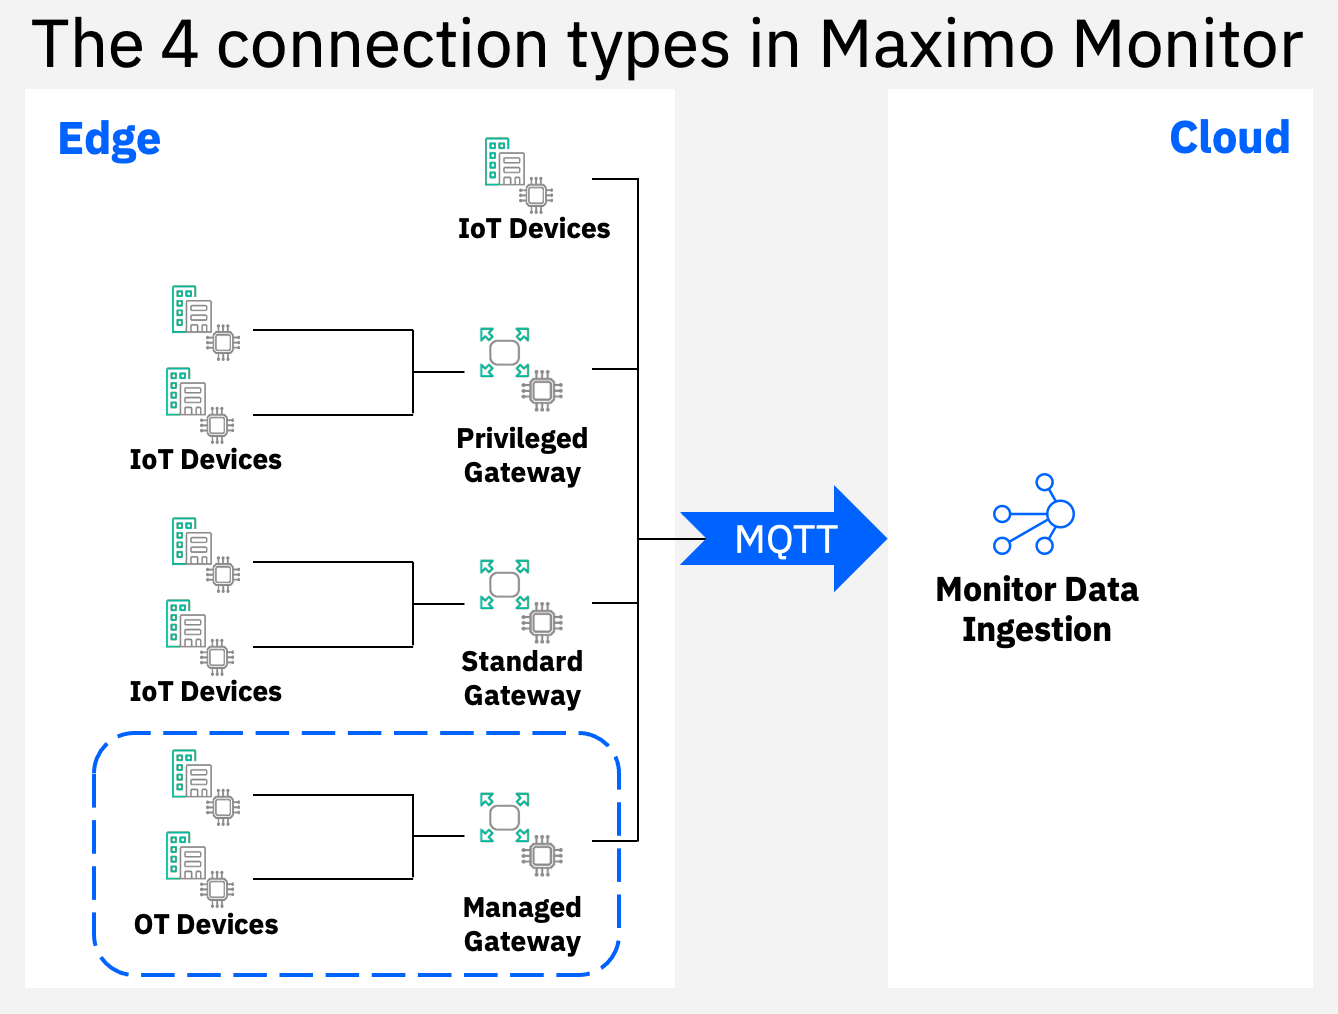 The 4 connection types in Maximo Monitor
Edge
Cloud
IoT Devices
IoT Devices
Privileged
Gateway
MQTT
Monitor Data
Ingestion
IoT Devices
Standard
Gateway
OT Devices
Managed
Gateway